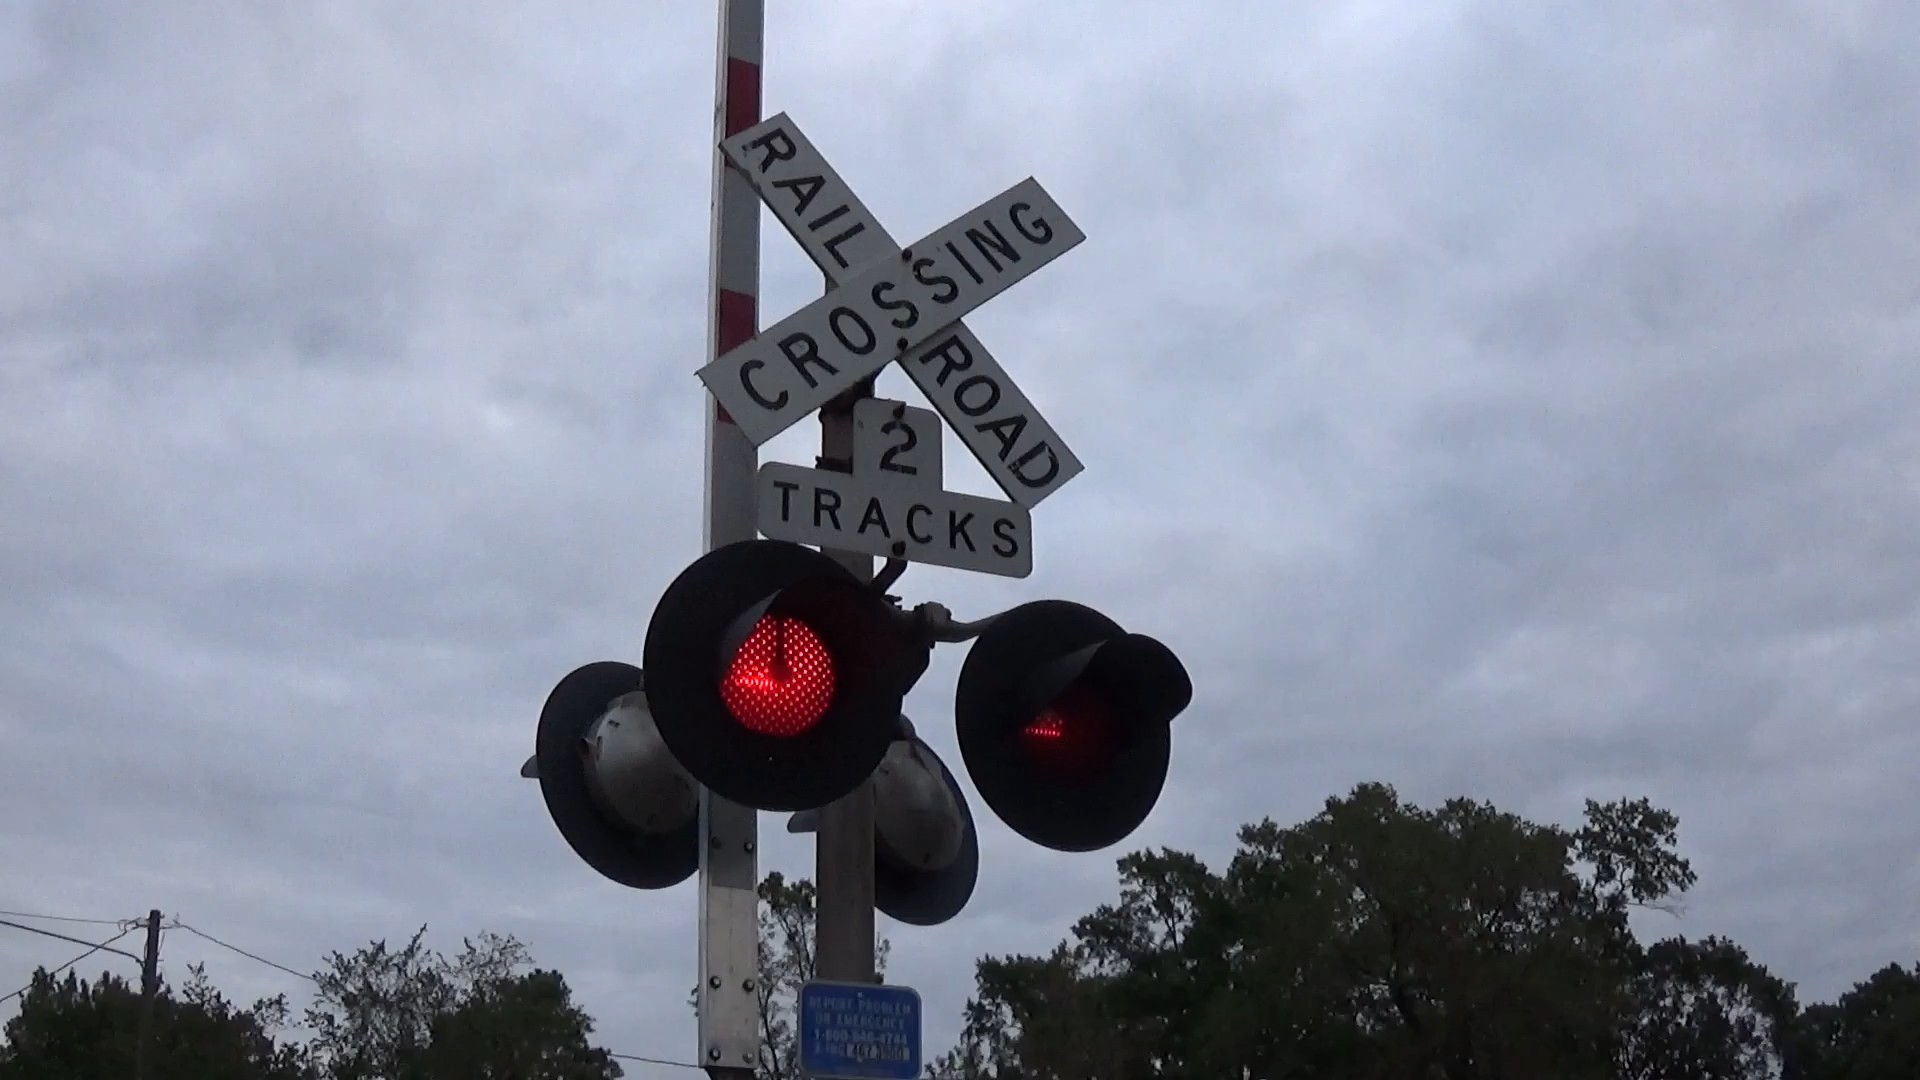 RAILROAD
CROSSING
2
TRACKS
REPORT PROBLEM
OR EMERGENCY